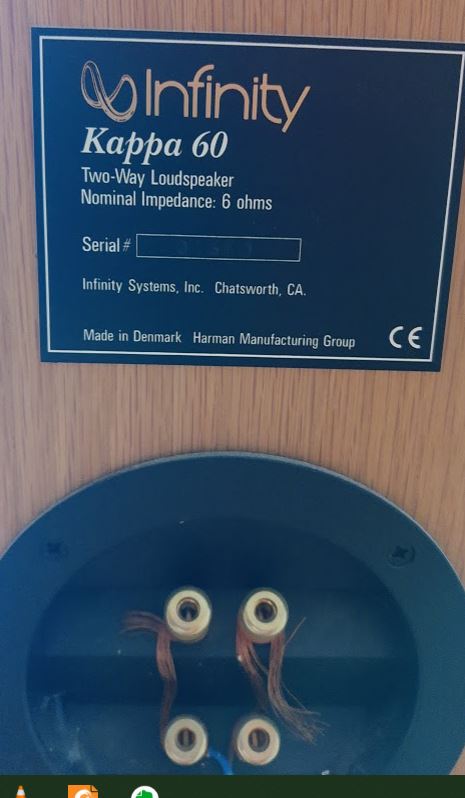 Infinity
Kappa 60
Two-Way Loudspeaker
Nominal Impedance: 6 ohms
Serial #
Infinity Systems, Inc. Chatsworth, CA.
Made in Denmark Harman Manufacturing Group CE